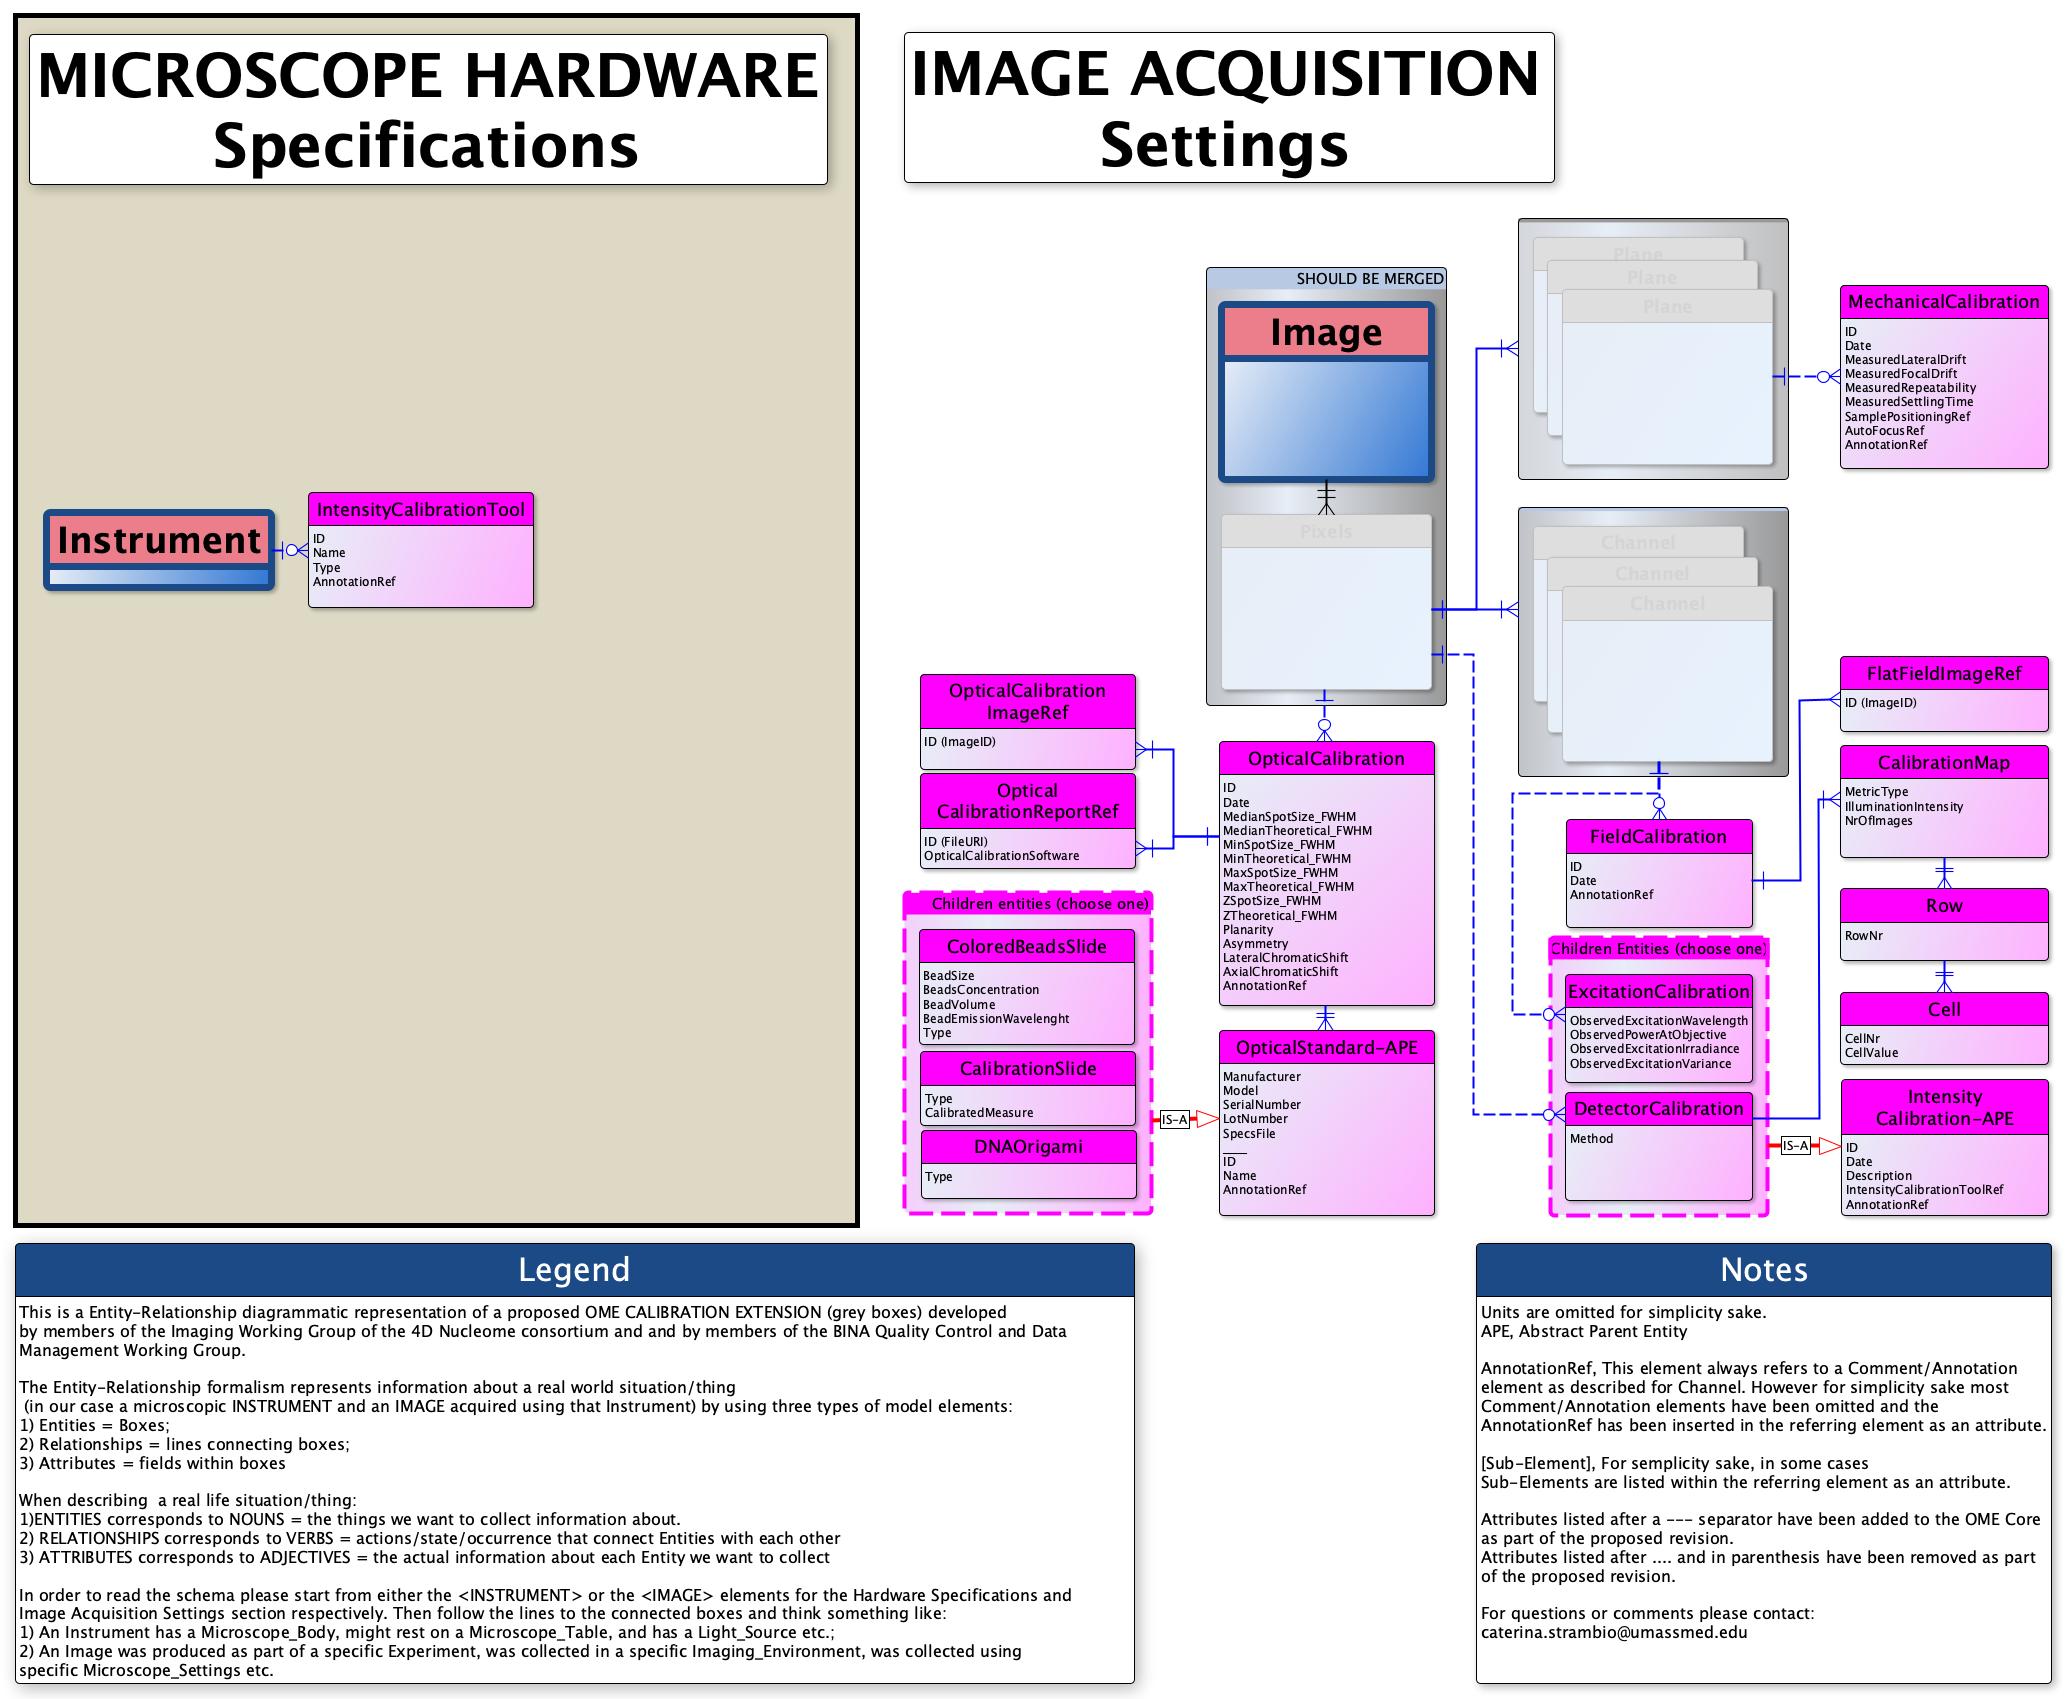 MICROSCOPE HARDWARE
Specifications
IMAGE ACQUISITION
Settings
Instrument
IntensityCalibrationTool
ID
Name
Type
AnnotationRef
SHOULD BE MERGED
Image
Pixels
Plane
Plane
Plane
MechanicalCalibration
ID
Date
MeasuredLateralDrift
MeasuredFocalDrift
MeasuredRepeatability
MeasuredSettlingTime
SamplePositioningRef
AutoFocusRef
AnnotationRef
Channel
Channel
Channel
OpticalCalibration
ImageRef
ID (ImageID)
Optical
CalibrationReportRef
ID (FileURI)
OpticalCalibrationSoftware
OpticalCalibration
ID
Date
MedianSpotSize_FWHM
MedianTheoretical_FWHM
MinSpotSize_FWHM
MinTheoretical_FWHM
MaxSpotSize_FWHM
MaxTheoretical_FWHM
ZSpotSize_FWHM
ZTheoretical_FWHM
Planarity
Asymmetry
LateralChromaticShift
AxialChromaticShift
AnnotationRef
Children entities (choose one)
ColoredBeadsSlide
BeadSize
BeadsConcentration
BeadVolume
BeadEmissionWavelenght
Type
CalibrationSlide
Type
CalibratedMeasure
DNAOrigami
Type
IS-A
OpticalStandard-APE
Manufacturer
Model
SerialNumber
LotNumber
SpecsFile
____
ID
Name
AnnotationRef
FieldCalibration
ID
Date
AnnotationRef
Children Entities (choose one)
ExcitationCalibration
ObservedExcitationWavelength
ObservedPowerAtObjective
ObservedExcitationIrradiance
ObservedExcitationVariance
DetectorCalibration
Method
IS-A
FlatFieldImageRef
ID (ImageID)
CalibrationMap
MetricType
IlluminationIntensity
NrOfImages
Row
RowNr
Cell
CellNr
CellValue
Intensity
Calibration-APE
ID
Date
Description
IntensityCalibrationToolRef
AnnotationRef
Legend
This is a Entity-Relationship diagrammatic representation of a proposed OME CALIBRATION EXTENSION (grey boxes) developed
by members of the Imaging Working Group of the 4D Nucleome consortium and and by members of the BINA Quality Control and Data
Management Working Group.
The Entity-Relationship formalism represents information about a real world situation/thing
(in our case a microscopic INSTRUMENT and an IMAGE acquired using that Instrument) by using three types of model elements:
1) Entities = Boxes;
2) Relationships = lines connecting boxes;
3) Attributes = fields within boxes
When describing a real life situation/thing:
1)ENTITIES corresponds to NOUNS = the things we want to collect information about.
2) RELATIONSHIPS corresponds to VERBS = actions/state/occurrence that connect Entities with each other
3) ATTRIBUTES corresponds to ADJECTIVES = the actual information about each Entity we want to collect
In order to read the schema please start from either the <INSTRUMENT> or the <IMAGE> elements for the Hardware Specifications and
Image Acquisition Settings section respectively. Then follow the lines to the connected boxes and think something like:
1) An Instrument has a Microscope_Body, might rest on a Microscope_Table, and has a Light_Source etc.;
2) An Image was produced as part of a specific Experiment, was collected in a specific Imaging_Environment, was collected using
specific Microscope_Settings etc.
Notes
Units are omitted for simplicity sake.
APE, Abstract Parent Entity
AnnotationRef, This element always refers to a Comment/Annotation
element as described for Channel. However for simplicity sake most
Comment/Annotation elements have been omitted and the
AnnotationRef has been inserted in the referring element as an attribute.
[Sub-Element], For semplicity sake, in some cases
Sub-Elements are listed within the referring element as an attribute.
Attributes listed after a --- separator have been added to the OME Core
as part of the proposed revision.
Attributes listed after .... and in parenthesis have been removed as part
of the proposed revision.
For questions or comments please contact:
caterina.strambio@umassmed.edu